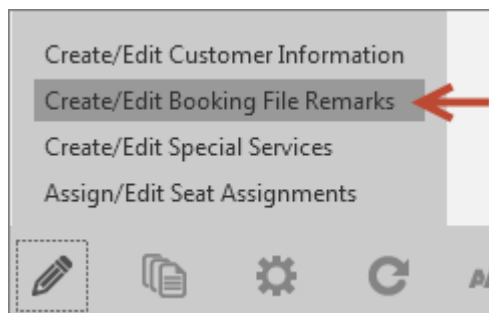 Create/Edit Customer Information
Create/Edit Booking File Remarks
Create/Edit Special Services
Assign/Edit Seat Assignments